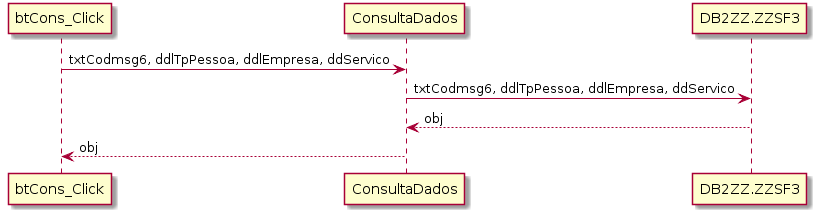 btCons_Click
ConsultaDados
DB2ZZ.ZZSF3
txtCodmsg6, ddlTpPessoa, ddlEmpresa, ddServico
txtCodmsg6, ddlTpPessoa, ddlEmpresa, ddServico
obj
obj
btCons_Click
ConsultaDados
DB2ZZ.ZZSF3